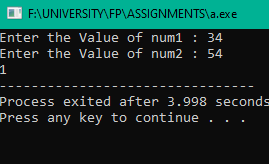 F:\UNIVERSITY\FP\ASSIGNMENTS\a.exe
Enter the Value of num1 : 34
Enter the Value of num2 : 54
1
--------------------------------
Process exited after 3.998 seconds
Press any key to continue . . .